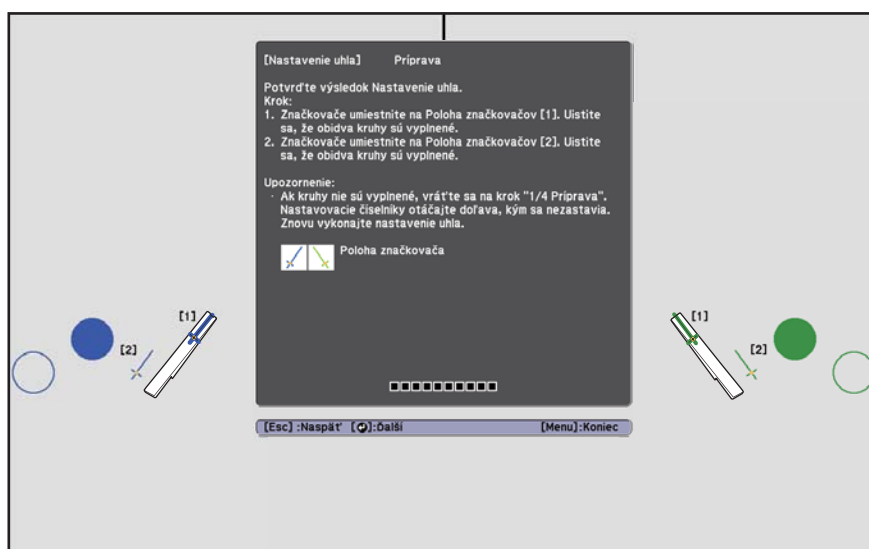 [Nastavenie uhla] Príprava
Potvrďte výsledok Nastavenie uhla.
Krok:
1. Značkovače umiestnite na Poloha značkovačov [1]. Uistite
sa, že obidva kruhy sú vyplnené.
2. Značkovače umiestnite na Poloha značkovačov [2]. Uistite
sa, že obidva kruhy sú vyplnené.
Upozornenie:
· Ak kruhy nie sú vyplnené, vráťte sa na krok "1/4 Príprava".
Nastavovacie číselníky otáčajte doľava, kým sa nezastavia.
Znovu vykonajte nastavenie uhla.
Poloha značkovača
[1]
[2]
[1]
[2]
[Esc] :Naspäť [ ]:Ďalší [Menu]:Koniec